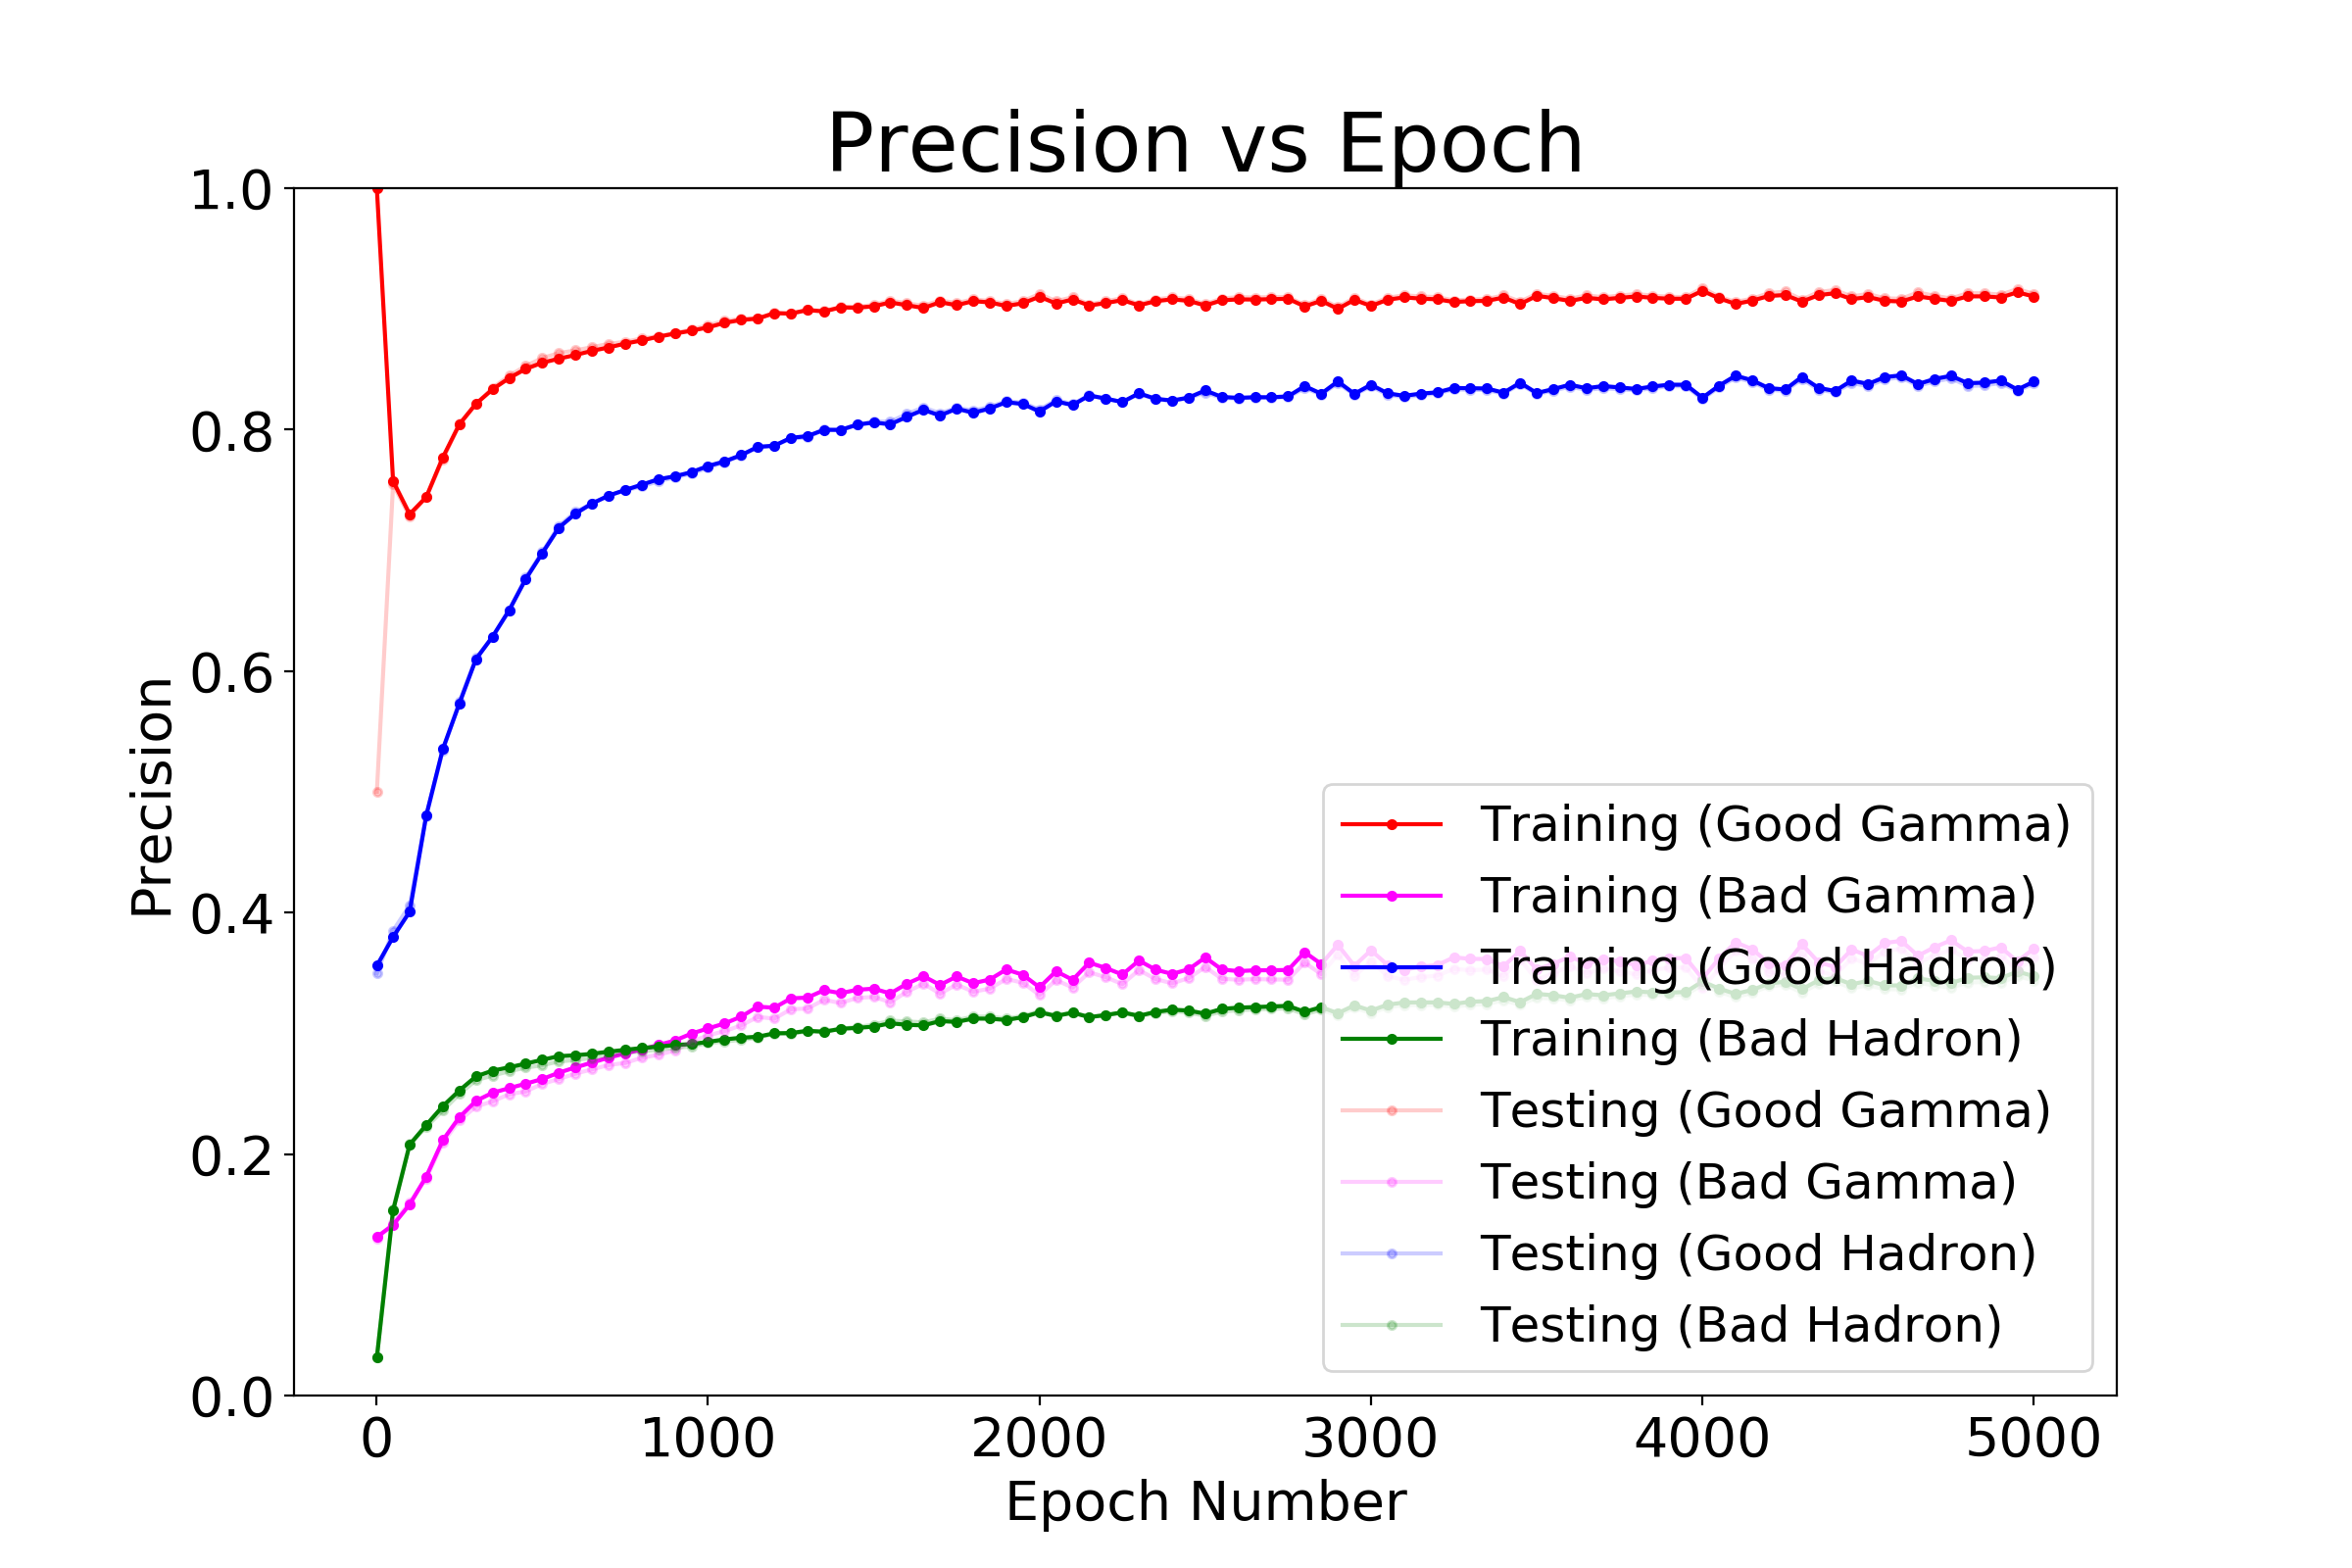 Precision vs Epoch
1.0
0.8
0.6
0.4
0.2
0.0
Precision
Training (Good Gamma)
Training (Bad Gamma)
Training (Good Hadron)
Training (Bad Hadron)
Testing (Good Gamma)
Testing (Bad Gamma)
Testing (Good Hadron)
Testing (Bad Hadron)
0 1000 2000 3000 4000 5000
Epoch Number